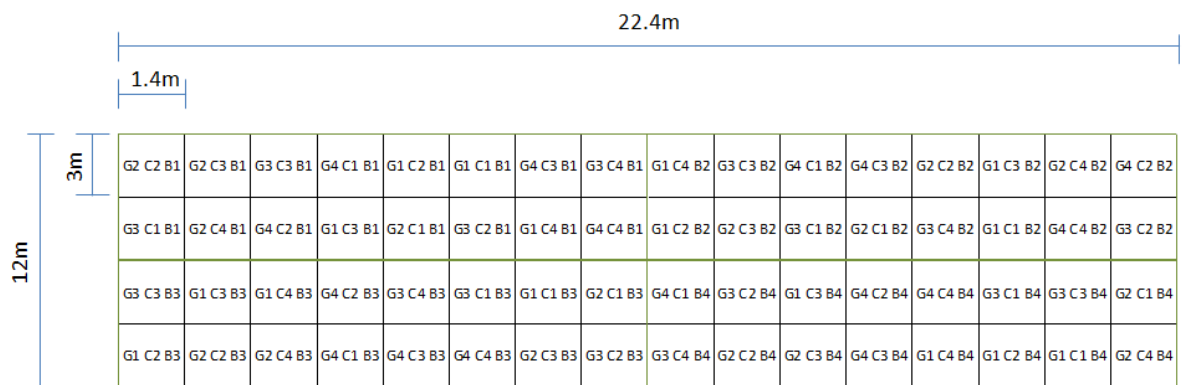 22.4m
1.4m
3m
12m
G2 C2 B1 G2 C3 B1 G3 C3 B1 G4 C1 B1 G1 C2 B1 G1 C1 B1 G4 C3 B1 G3 C4 B1 G1 C4 B2 G3 C3 B2 G4 C1 B2 G4 C3 B2 G2 C2 B2 G1 C3 B2 G2 C4 B2 G4 C2 B2
G3 C1 B1 G2 C4 B1 G4 C2 B1 G1 C3 B1 G2 C1 B1 G3 C2 B1 G1 C4 B1 G4 C4 B1 G1 C2 B2 G2 C3 B2 G3 C1 B2 G2 C1 B2 G3 C4 B2 G1 C1 B2 G4 C4 B2 G3 C2 B2
G3 C3 B3 G1 C3 B3 G1 C4 B3 G4 C2 B3 G3 C4 B3 G3 C1 B3 G1 C1 B3 G2 C1 B3 G4 C1 B4 G3 C2 B4 G1 C3 B4 G4 C2 B4 G4 C4 B4 G3 C1 B4 G3 C3 B4 G2 C1 B4
G1 C2 B3 G2 C2 B3 G2 C4 B3 G4 C1 B3 G4 C3 B3 G4 C4 B3 G2 C3 B3 G3 C2 B3 G3 C4 B4 G2 C2 B4 G2 C3 B4 G4 C3 B4 G1 C4 B4 G1 C2 B4 G1 C1 B4 G2 C4 B4